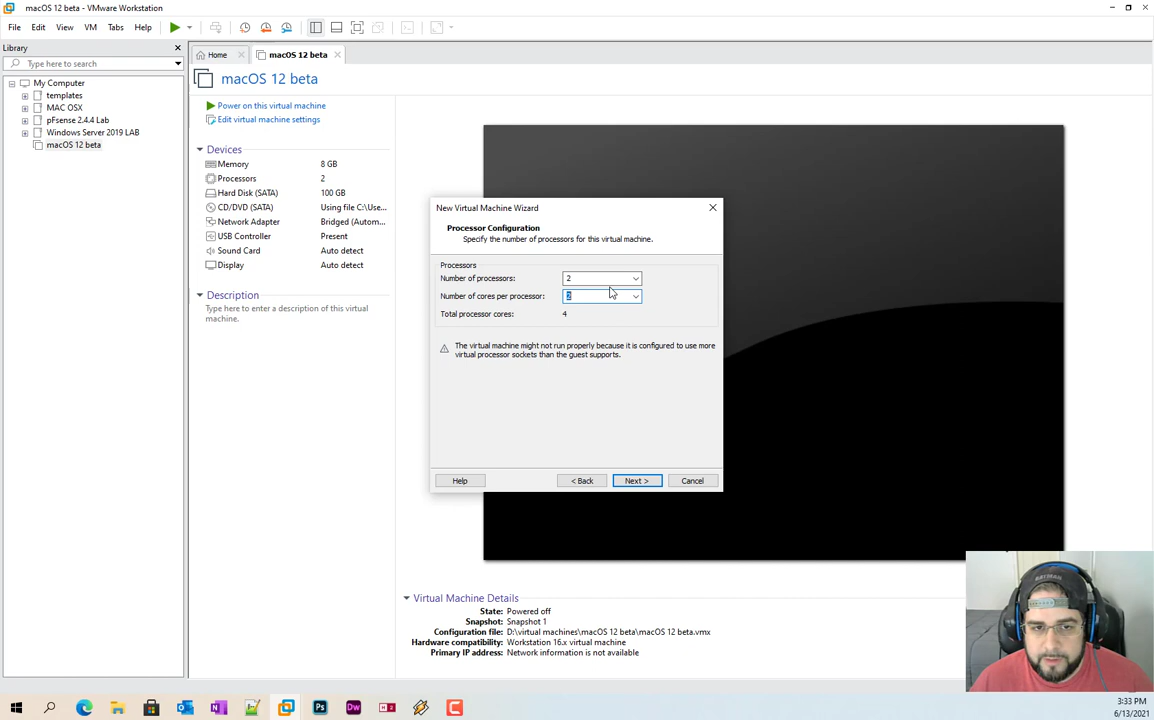 macOS 12 beta - VMware Workstation
File Edit View VM Tabs Help
Library
Type here to search
My Computer
templates
MAC OSX
pFsense 2.4.4 Lab
Windows Server 2019 LAB
macOS 12 beta
Home
macOS 12 beta
macOS 12 beta
Power on this virtual machine
Edit virtual machine settings
Devices
Memory 8 GB
Processors 2
Hard Disk (SATA) 100 GB
CD/DVD (SATA) Using file C:\Use...
Network Adapter Bridged (Autom...
USB Controller Present
Sound Card Auto detect
Display Auto detect
Description
Type here to enter a description of this virtual
machine.
New Virtual Machine Wizard
Processor Configuration
Specify the number of processors for this virtual machine.
Processors
Number of processors: 2
Number of cores per processor: 2
Total processor cores: 4
The virtual machine might not run properly because it is configured to use more
virtual processor sockets than the guest supports.
Help
< Back
Next >
Cancel
Virtual Machine Details
State: Powered off
Snapshot: Snapshot 1
Configuration file: D:\virtual machines\macOS 12 beta\macOS 12 beta.vmx
Hardware compatibility: Workstation 16.x virtual machine
Primary IP address: Network information is not available
BATMAN
Ps
Dw
3:33 PM
6/13/2021